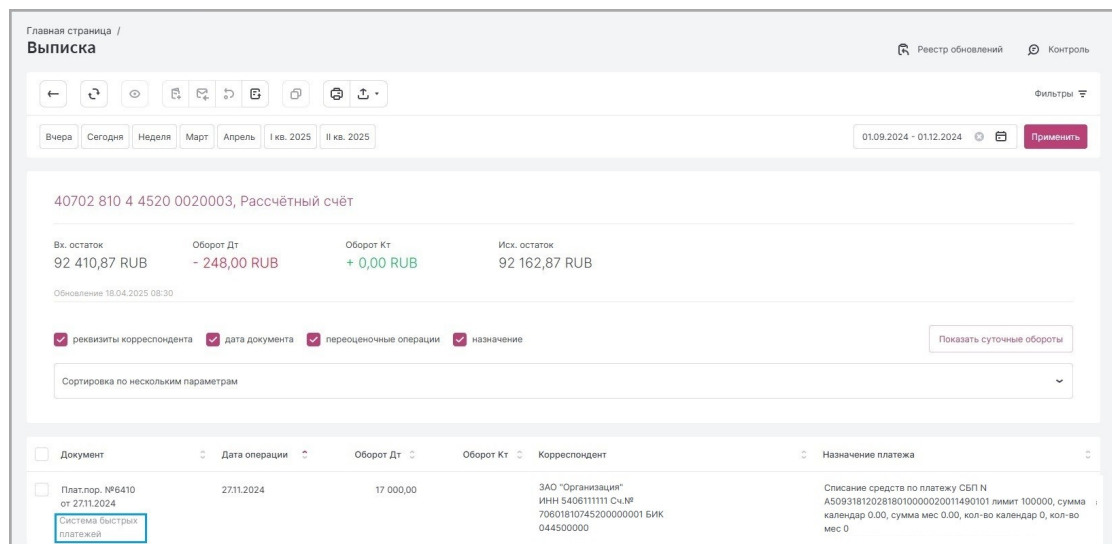 Главная страница /
Выписка
Реестр обновлений
Контроль
Фильтры
Вчера Сегодня Неделя Март Апрель I кв. 2025 II кв. 2025
01.09.2024 - 01.12.2024
Применить
40702 810 4 4520 0020003, Рассчётный счёт
Вх. остаток Оборот Дт Оборот Кт Исх. остаток
92 410,87 RUB - 248,00 RUB + 0,00 RUB 92 162,87 RUB
Обновление 18.04.2025 08:30
реквизиты корреспондента дата документа переоценочные операции назначение
Показать суточные обороты
Сортировка по нескольким параметрам
Документ Дата операции Оборот Дт Оборот Кт Корреспондент Назначение платежа
Плат.пор. №6410
от 27.11.2024
Система быстрых
платежей
27.11.2024
17 000,00
ЗАО "Организация"
ИНН 5406111111 Сч.№
70601810745200000001 БИК
044500000
Списание средств по платежу СБП N
A50931812028180100000200114901​01 лимит 100000, сумма
календар 0.00, сумма мес 0.00, кол-во календар 0, кол-во
мес 0